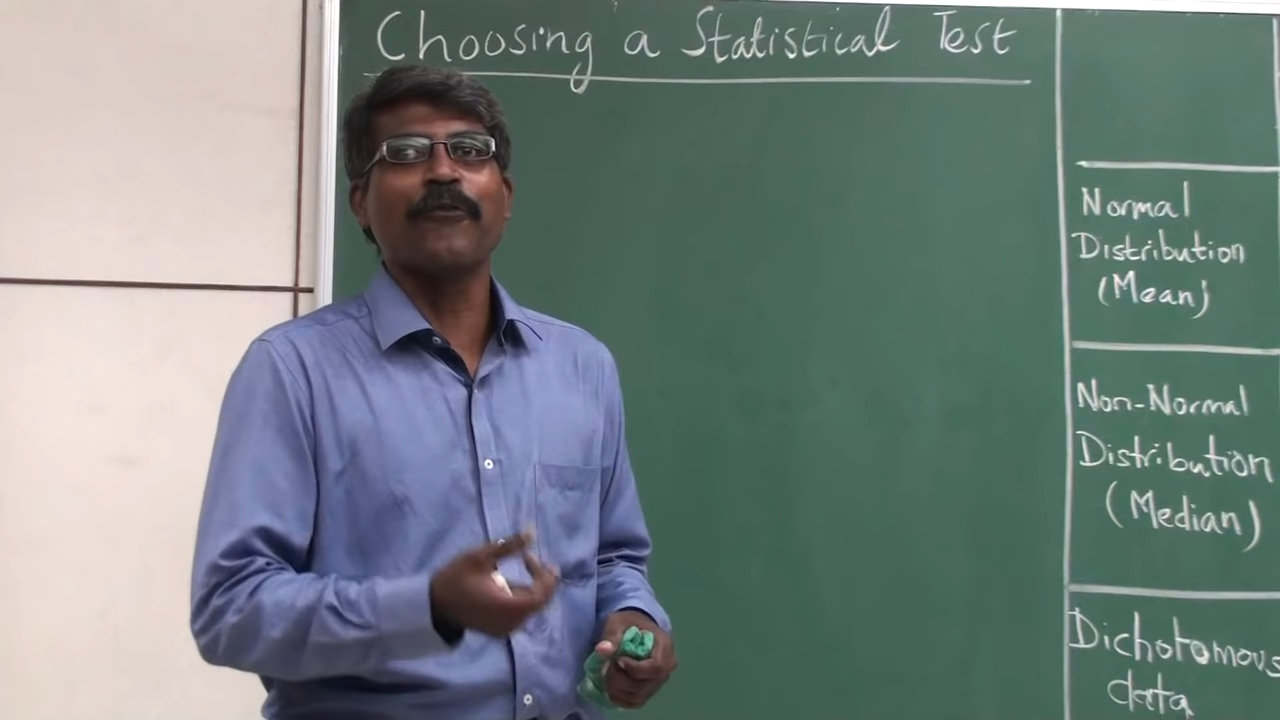 Choosing a Statistical Test
Normal
Distribution
(Mean)
Non-Normal
Distribution
(Median)
Dichotomous
data